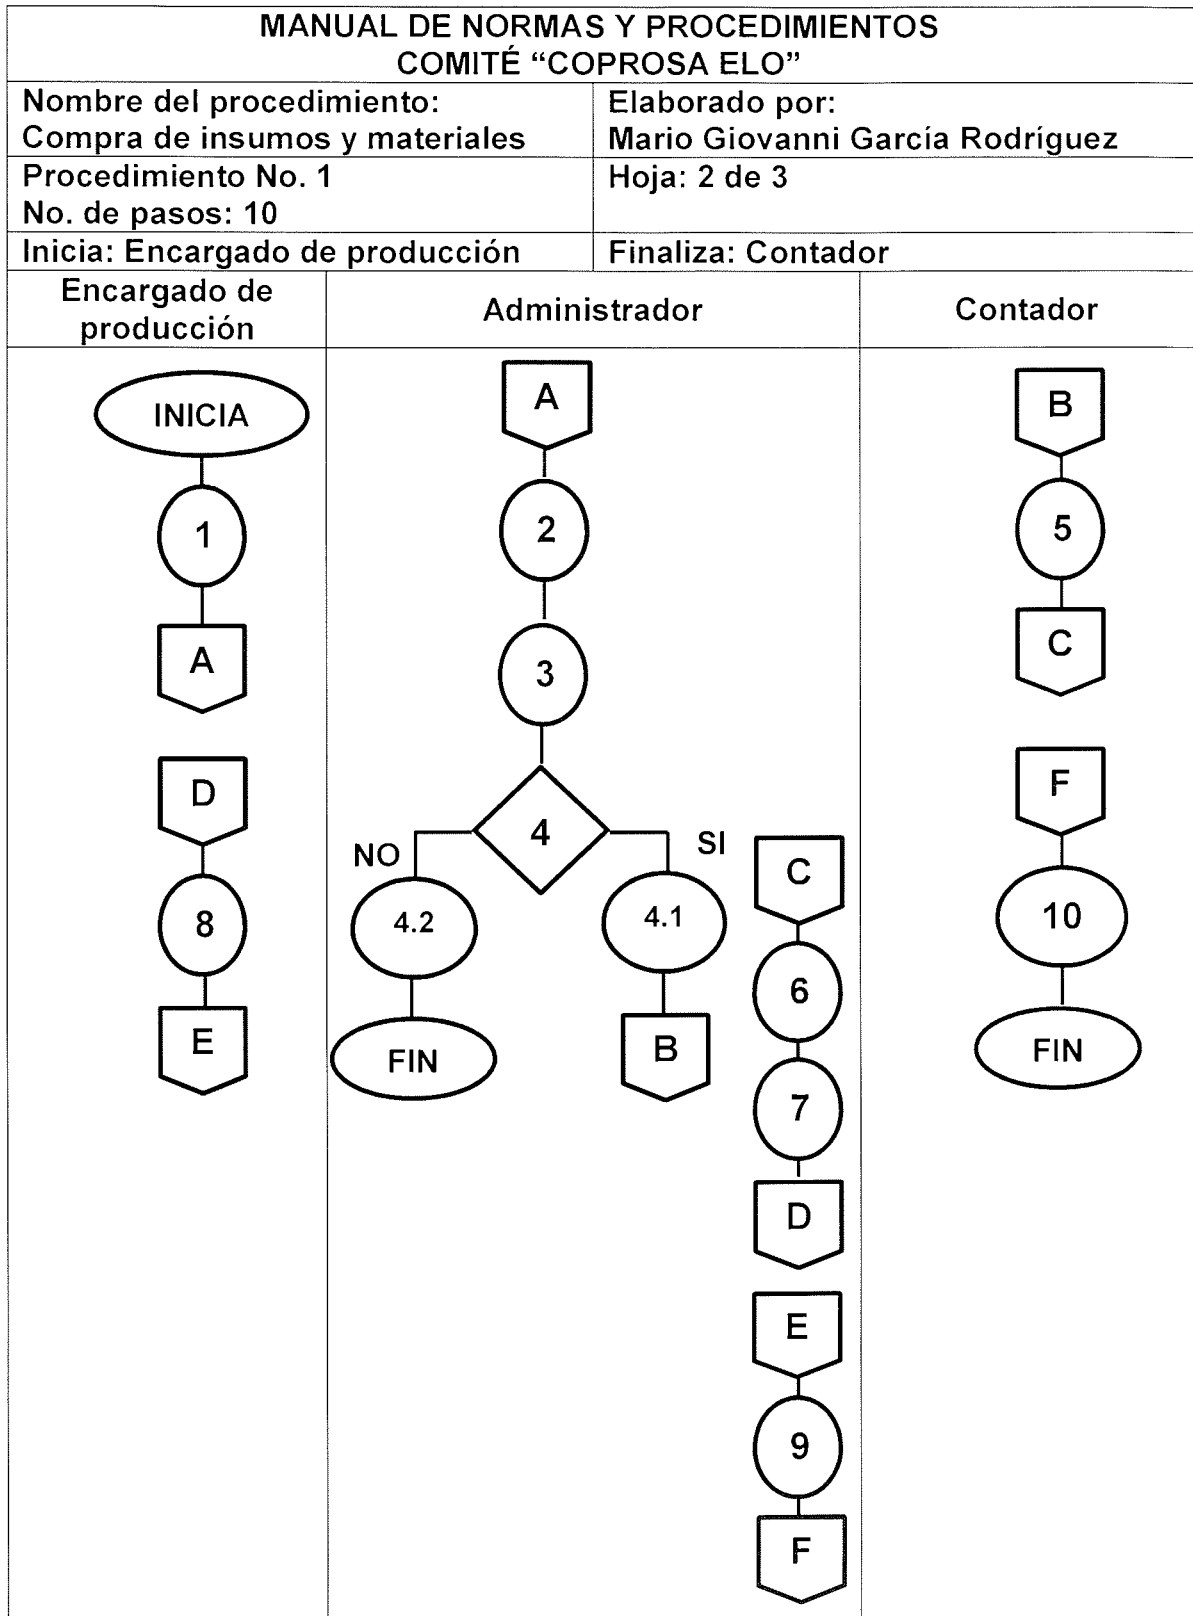 MANUAL DE NORMAS Y PROCEDIMIENTOS
COMITÉ “COPROSA ELO”
Nombre del procedimiento:
Compra de insumos y materiales
Elaborado por:
Mario Giovanni García Rodríguez
Procedimiento No. 1
No. de pasos: 10
Hoja: 2 de 3
Inicia: Encargado de producción
Finaliza: Contador
Encargado de
producción
Administrador
Contador
INICIA
1
A
D
8
E
A
2
3
4
NO
SI
4.2
4.1
FIN
B
C
6
7
D
E
9
F
B
5
C
F
10
FIN